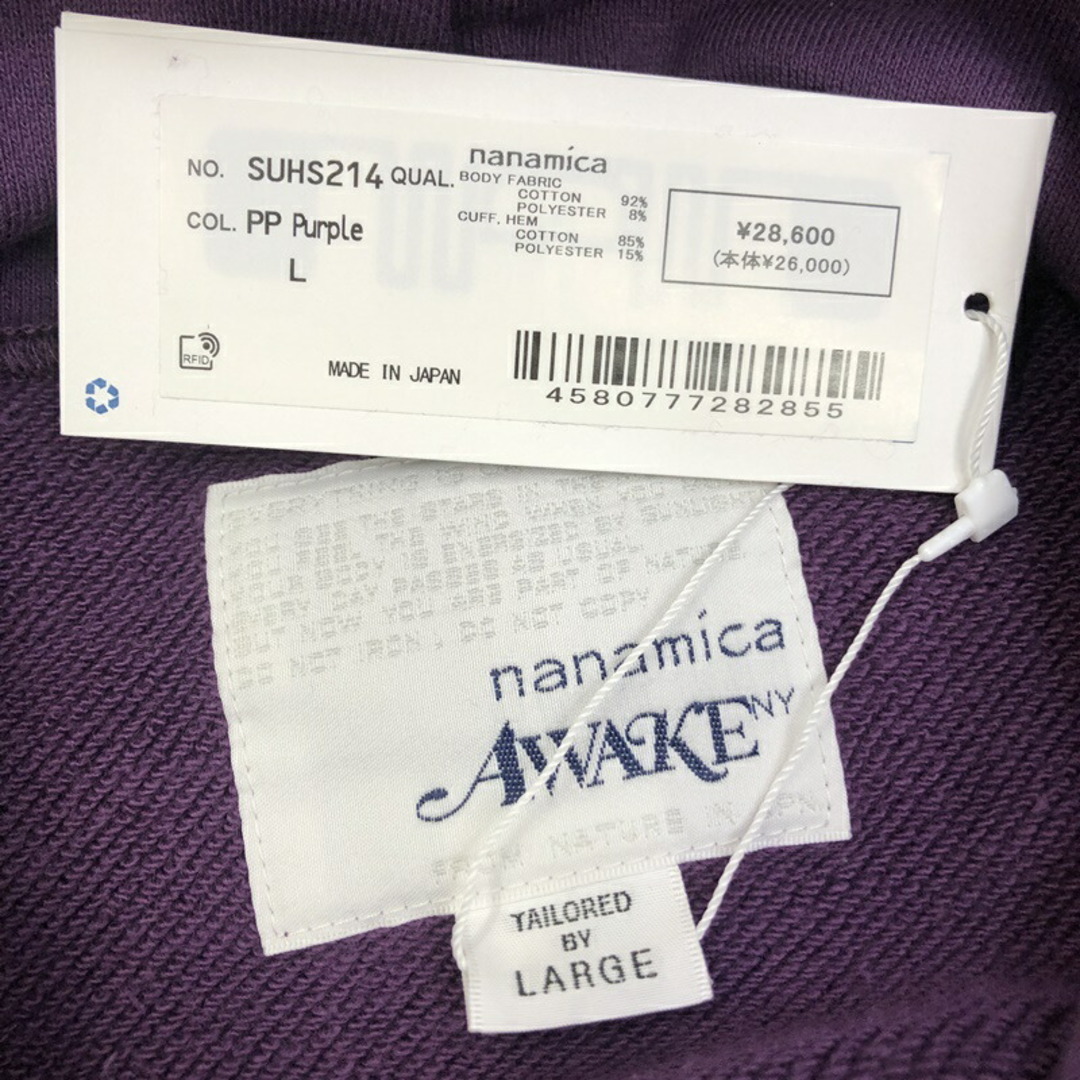 nanamica
NO. SUHS214 QUAL. BODY FABRIC
COTTON 92%
POLYESTER 8%
COL. PP Purple
CUFF. HEM
COTTON 85%
POLYESTER 15%
L
¥28,600
(本体¥26,000)
RFID
MADE IN JAPAN
4580777282855
nanamica
AWAKE NY
TAILORED
BY
LARGE